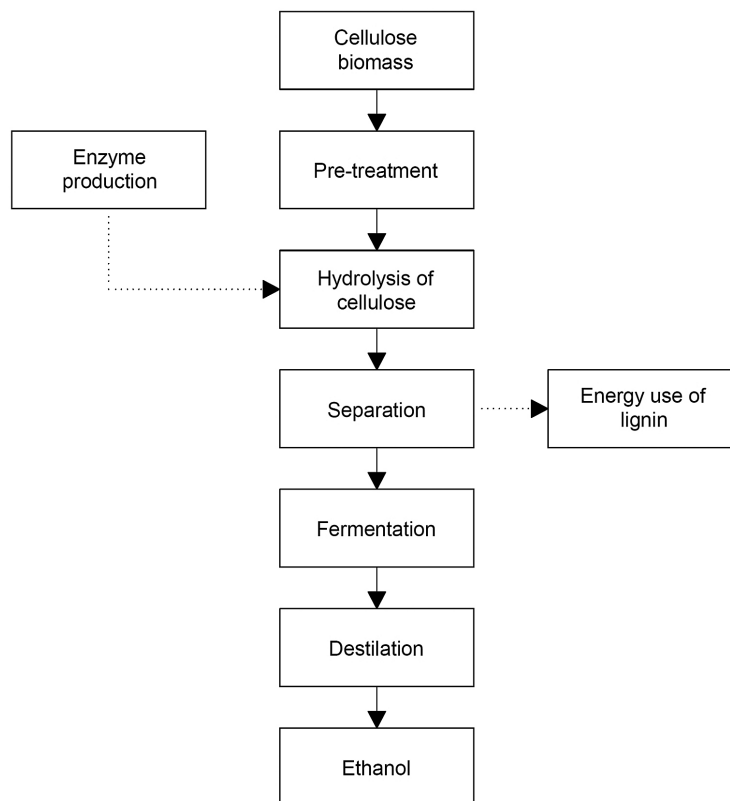 Cellulose
biomass
Enzyme
production
Pre-treatment
Hydrolysis of
cellulose
Separation
Energy use of
lignin
Fermentation
Destilation
Ethanol